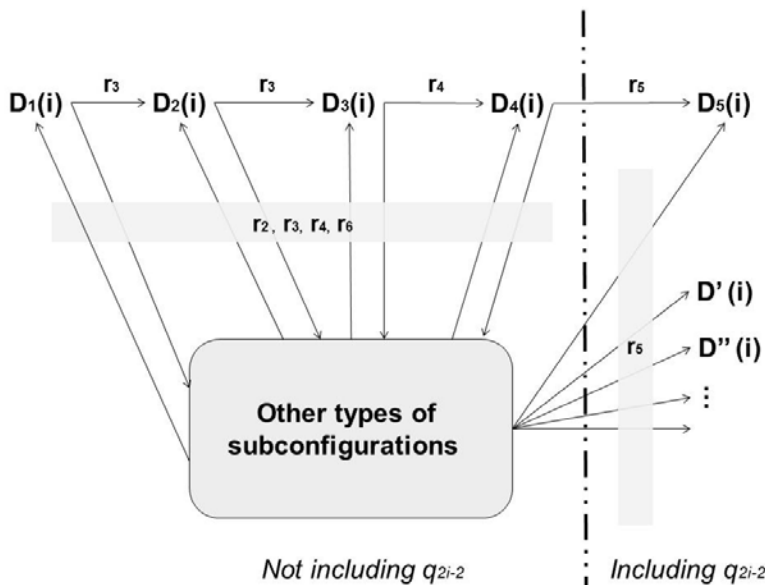 r₃ r₃ r₄ r₅
D₁(i) D₂(i) D₃(i) D₄(i) D₅(i)
r₂ , r₃, r₄, r₆
D' (i)
r₅
D'' (i)
⋮
Other types of
subconfigurations
Not including q₂ᵢ₋₂ Including q₂ᵢ₋₂